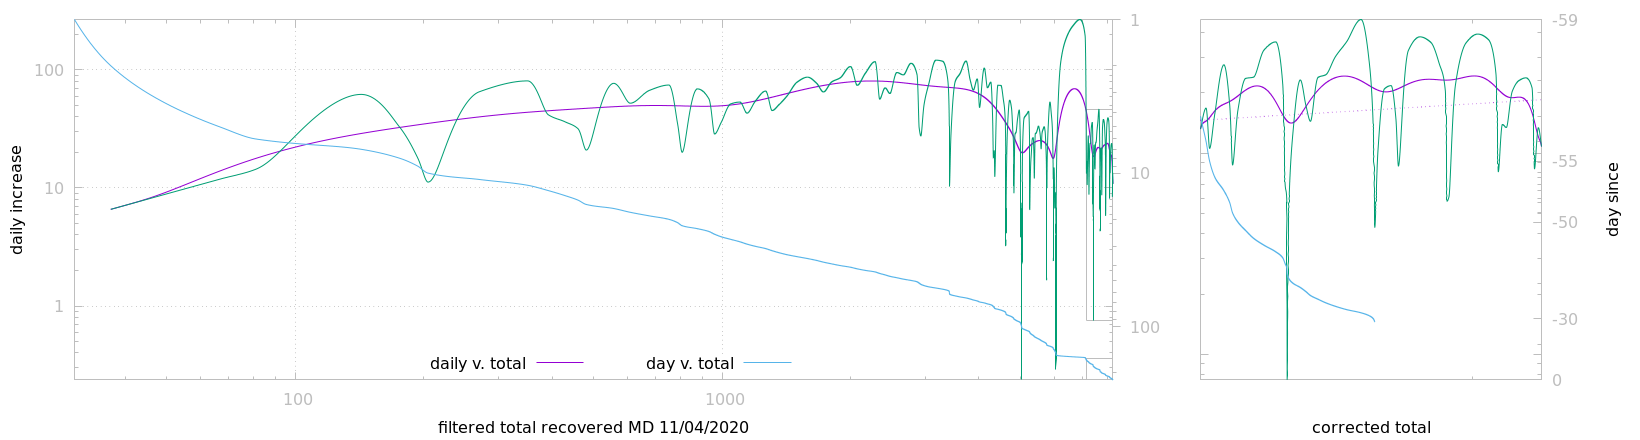 daily increase
100
10
1
1
10
100
100
1000
daily v. total
day v. total
filtered total recovered MD 11/04/2020
-59
-55
-50
-30
0
day since
corrected total